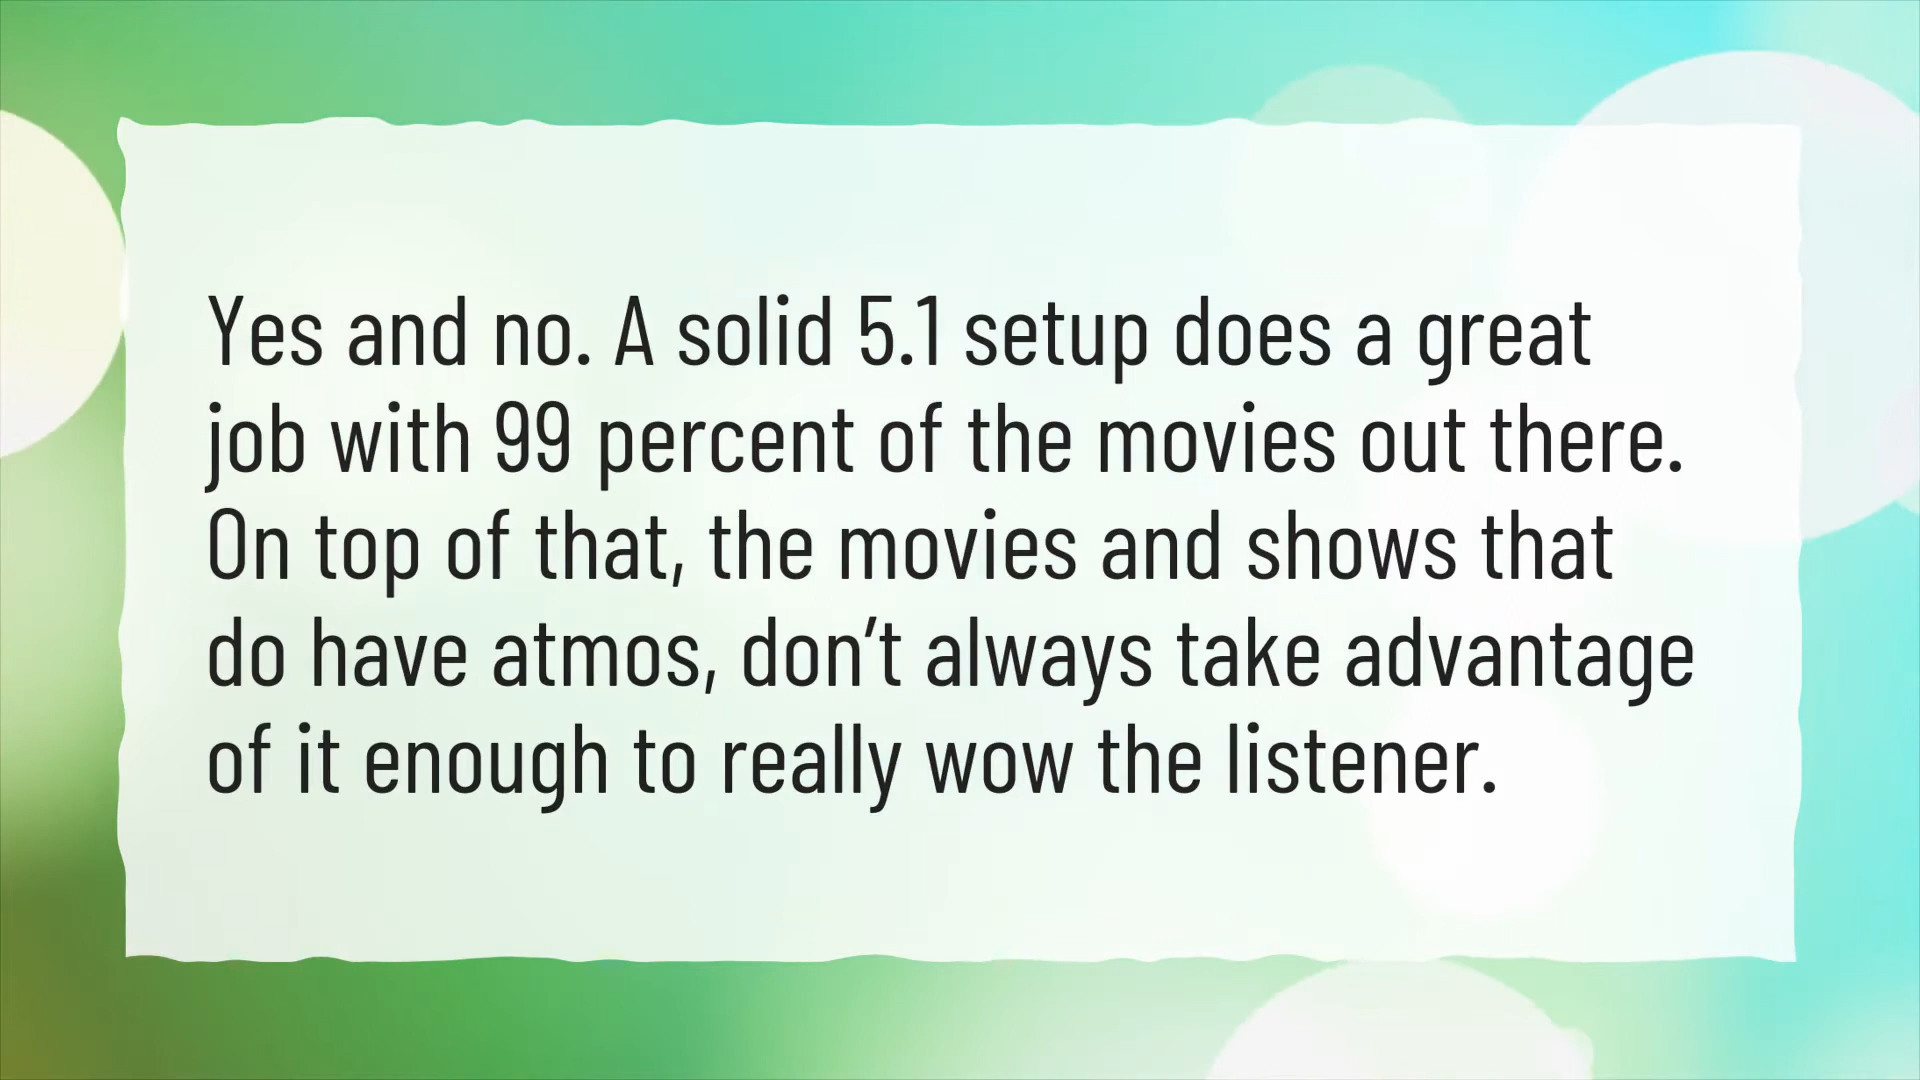 Yes and no. A solid 5.1 setup does a great
job with 99 percent of the movies out there.
On top of that, the movies and shows that
do have atmos, don’t always take advantage
of it enough to really wow the listener.